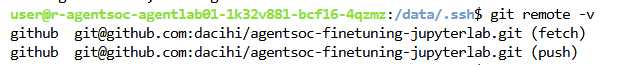 user@r-agentsoc-agentlab01-1k32v881-bcf16-4qzmz:/data/.ssh$ git remote -v
github  git@github.com:dacihi/agentsoc-finetuning-jupyterlab.git (fetch)
github  git@github.com:dacihi/agentsoc-finetuning-jupyterlab.git (push)